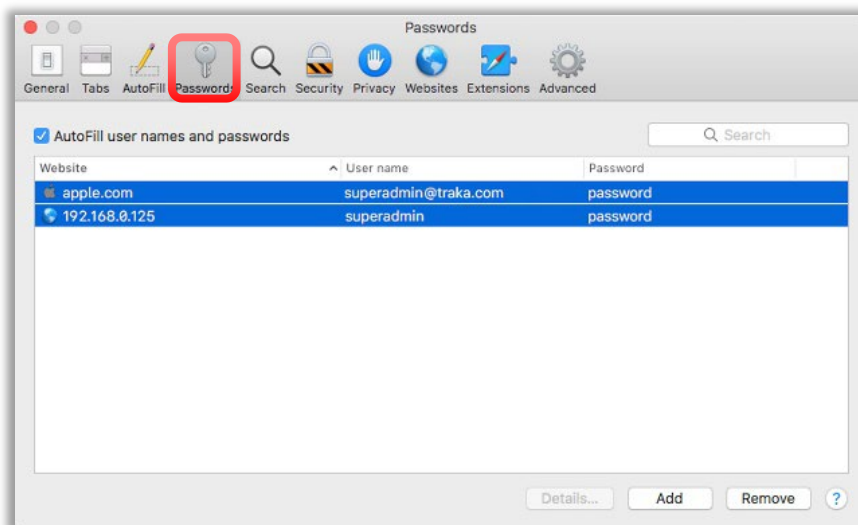 Passwords
General Tabs AutoFill Passwords Search Security Privacy Websites Extensions Advanced
AutoFill user names and passwords
Search
Website User name Password
apple.com superadmin@traka.com password
192.168.0.125 superadmin password
Details... Add Remove ?